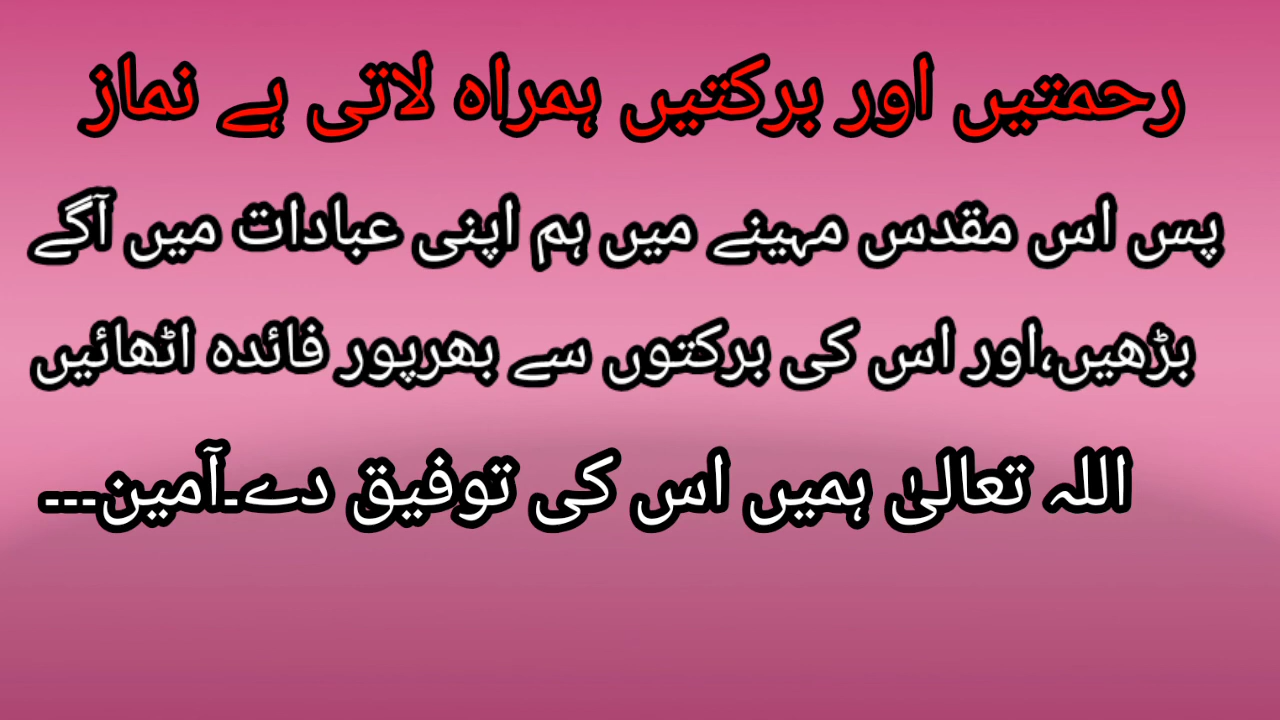 رحمتیں اور برکتیں ہمراہ لاتی ہے نماز
پس اس مقدس مہینے میں ہم اپنی عبادات میں آگے
بڑھیں،اور اس کی برکتوں سے بھرپور فائدہ اٹھائیں
اللہ تعالیٰ ہمیں اس کی توفیق دے۔آمین۔۔۔